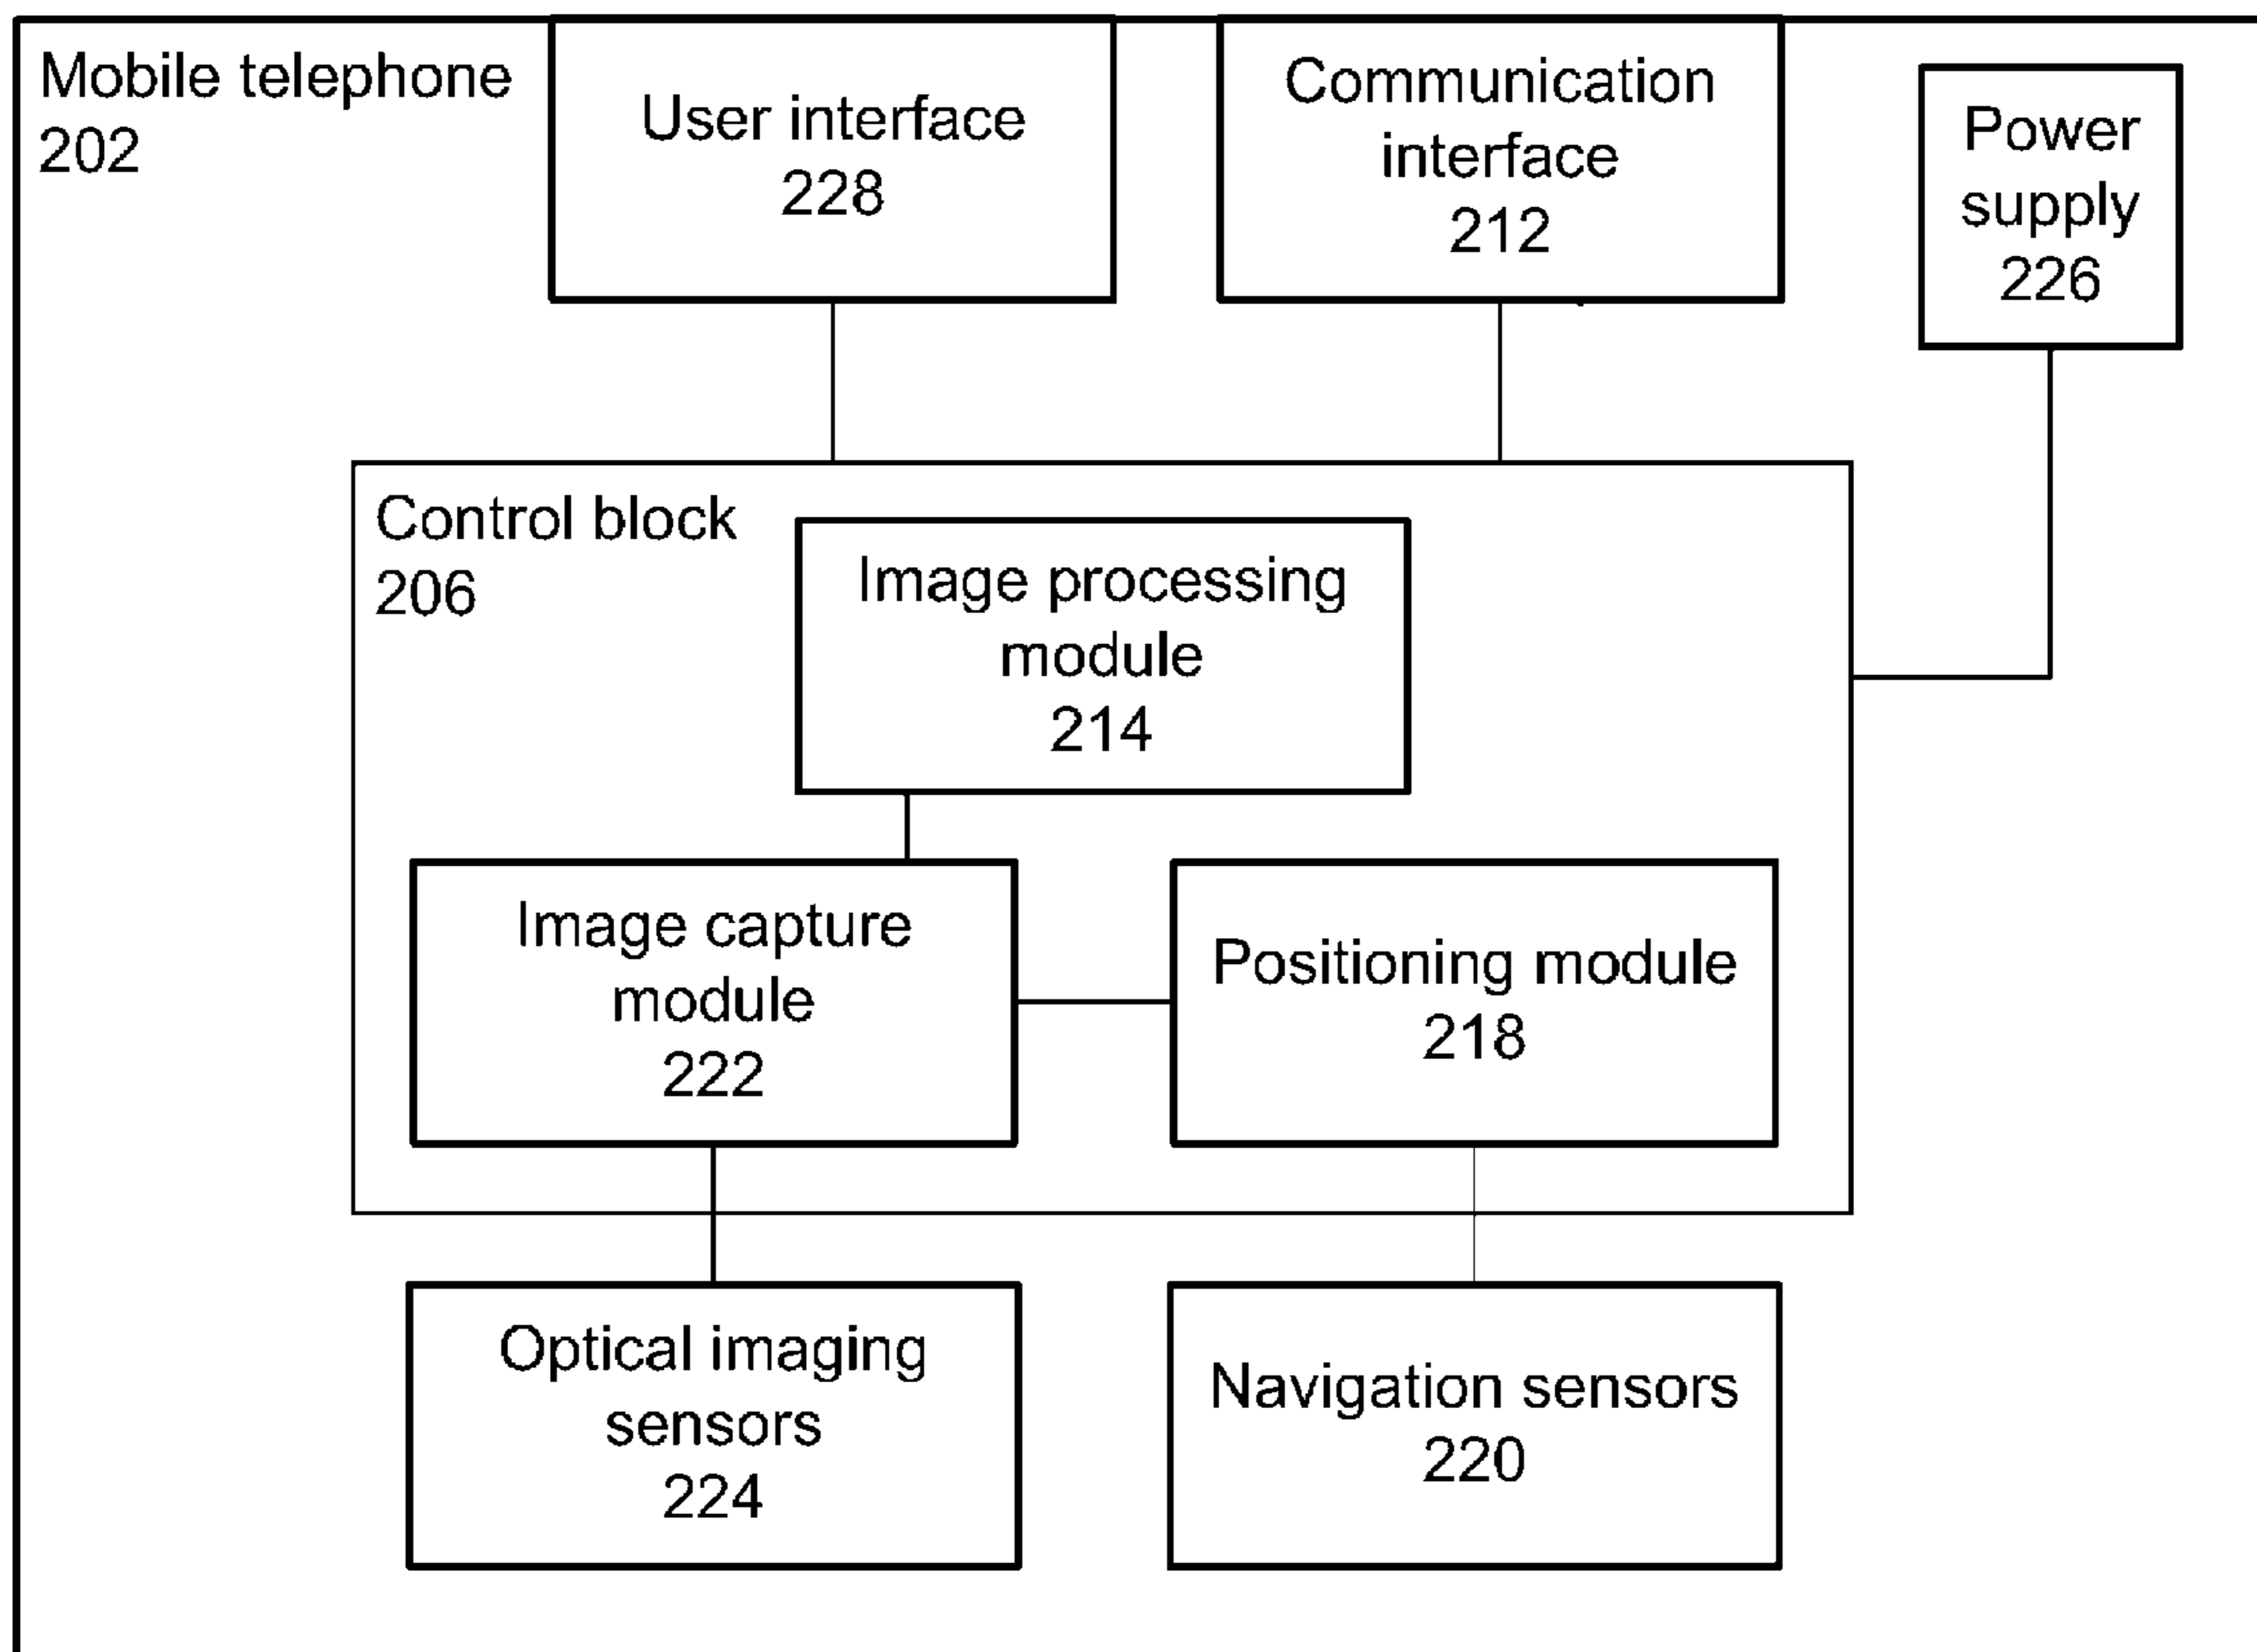 Mobile telephone
202
User interface
228
Communication
interface
212
Power
supply
226
Control block
206
Image processing
module
214
Image capture
module
222
Positioning module
218
Optical imaging
sensors
224
Navigation sensors
220